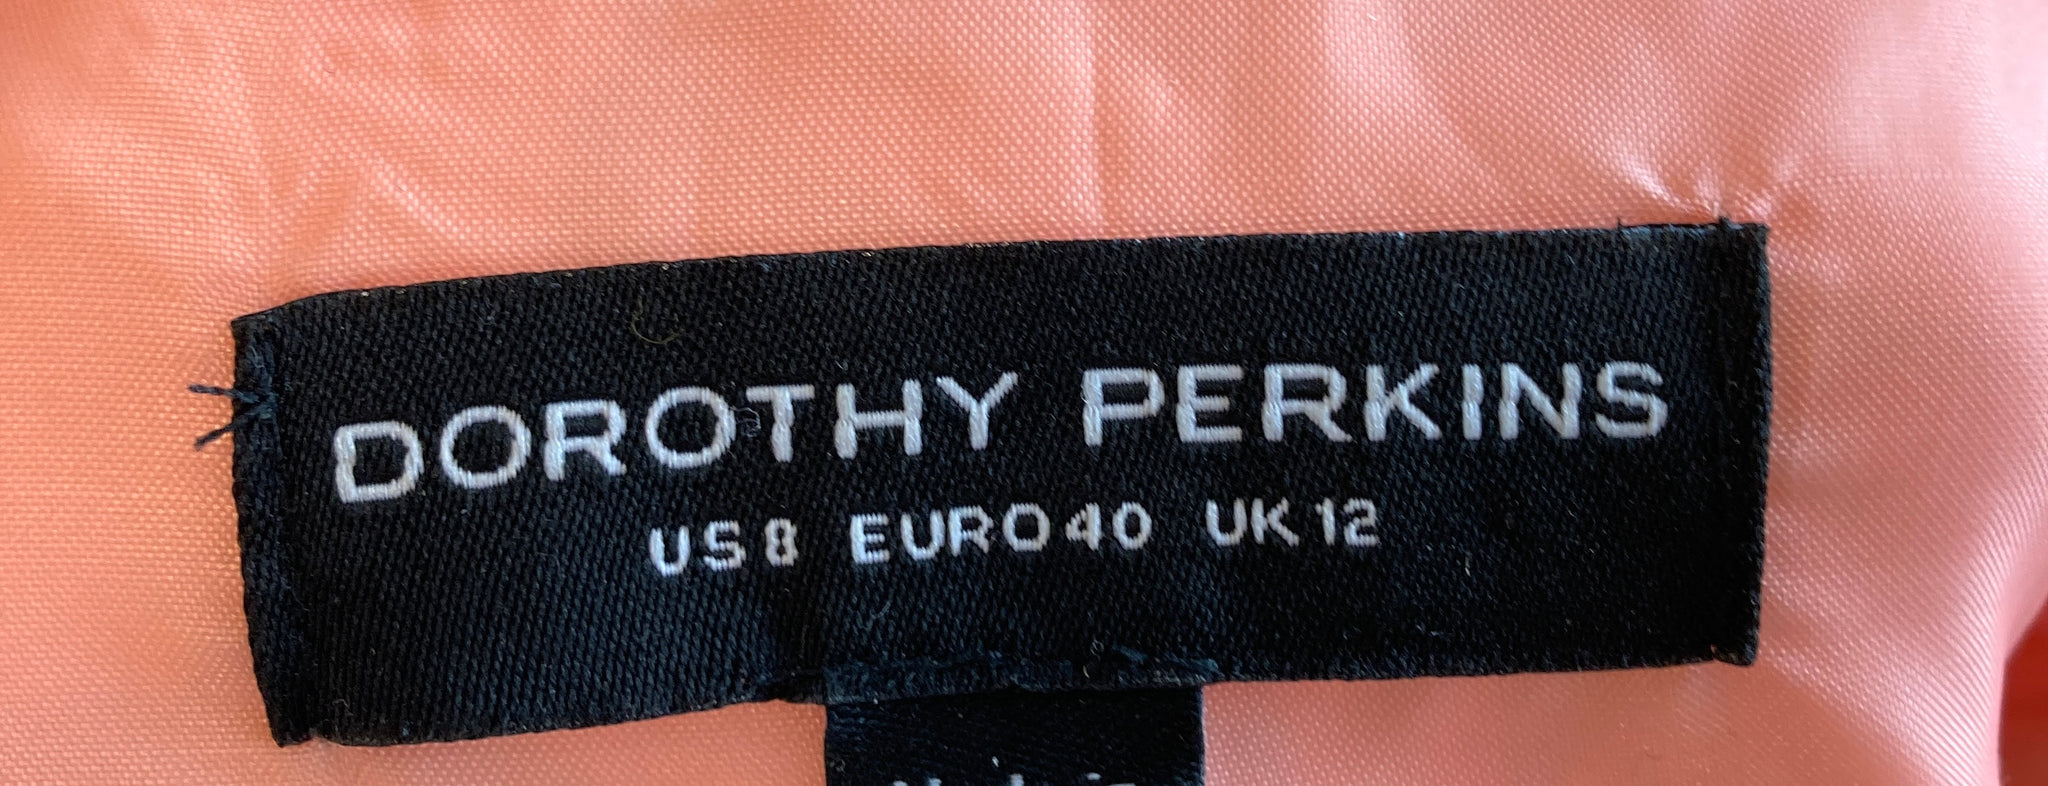 DOROTHY PERKINS
US 8 EURO 40 UK 12